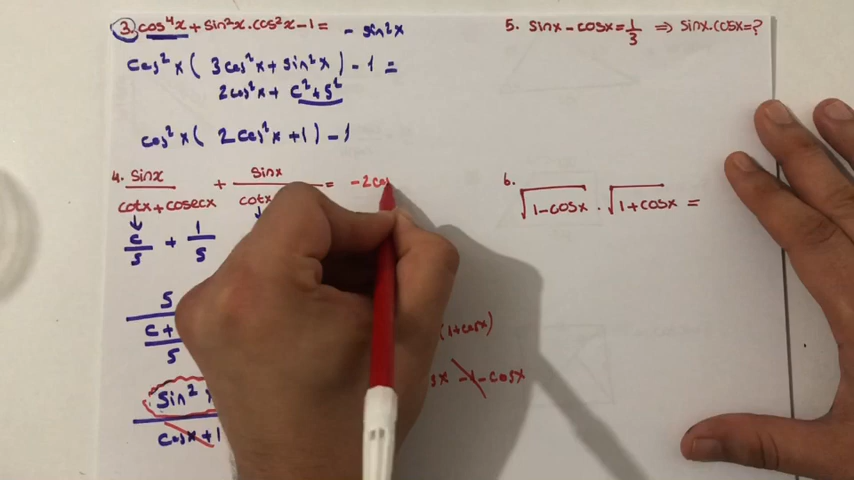 3. cos⁴x + sin²x.cos²x - 1 = - sin²x
cos²x ( 3cos²x + sin²x ) - 1 =
2cos²x + c² + s²
cos²x ( 2cos²x + 1 ) - 1
4. sinx / cotx + cosecx + sinx / cotx = -2cos
c/s + 1/s
s
c+ / s
(1+cosx)
sx - 1 - cosx
sin²
cosx + 1
5. sinx - cosx = 1/3 ⇒ sinx.cosx = ?
6. √1-cosx . √1+cosx =